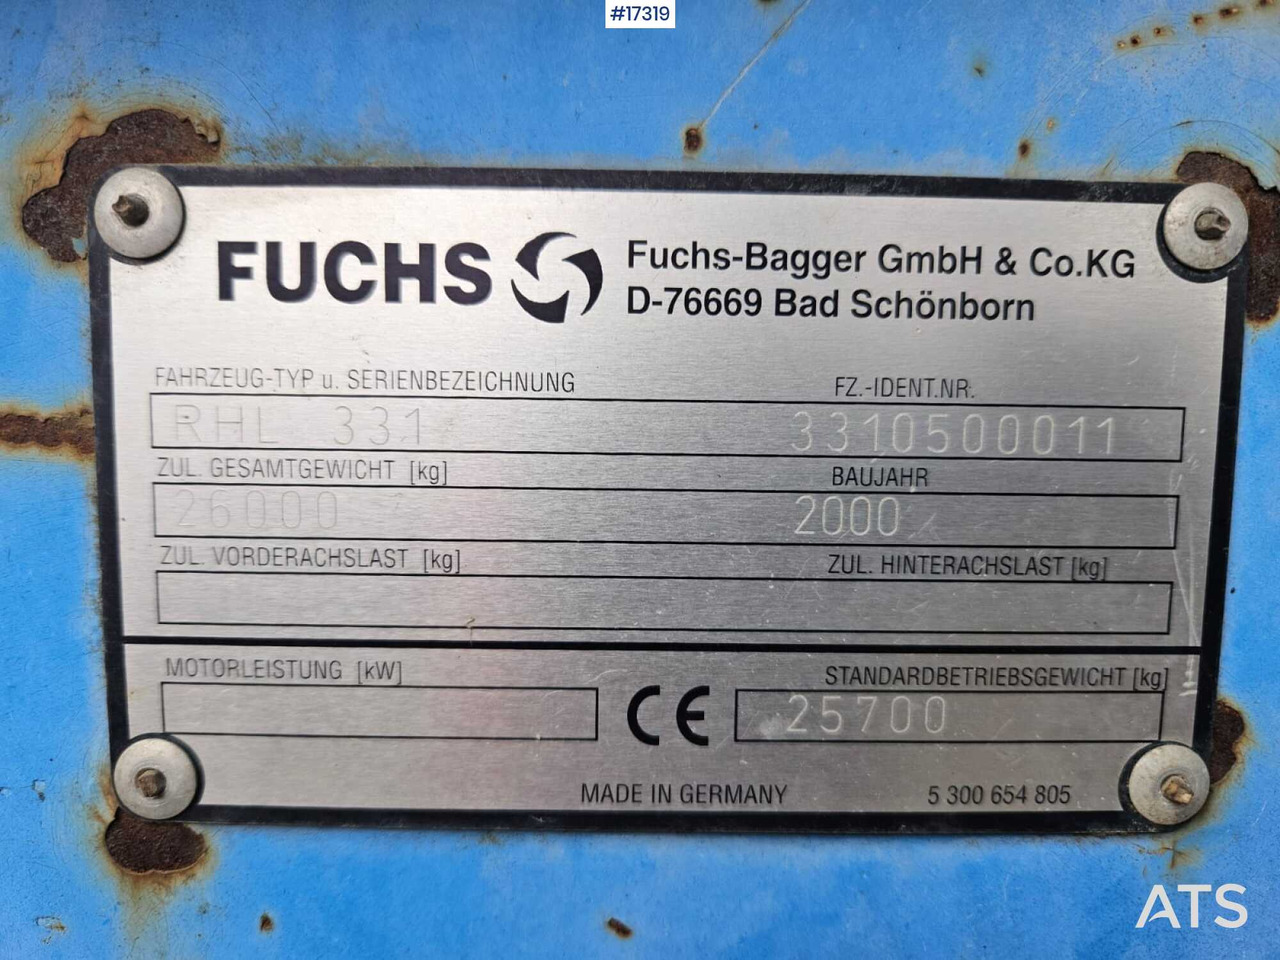 #17319
FUCHS
Fuchs-Bagger GmbH & Co.KG
D-76669 Bad Schönborn
FAHRZEUG-TYP u. SERIENBEZEICHNUNG
FZ.-IDENT.NR.
RHL 331
3310500011
ZUL. GESAMTGEWICHT [kg]
BAUJAHR
26000
2000
ZUL. VORDERACHSLAST [kg]
ZUL. HINTERACHSLAST [kg]
MOTORLEISTUNG [kW]
STANDARDBETRIEBSGEWICHT [kg]
CE
25700
MADE IN GERMANY
5 300 654 805
ATS